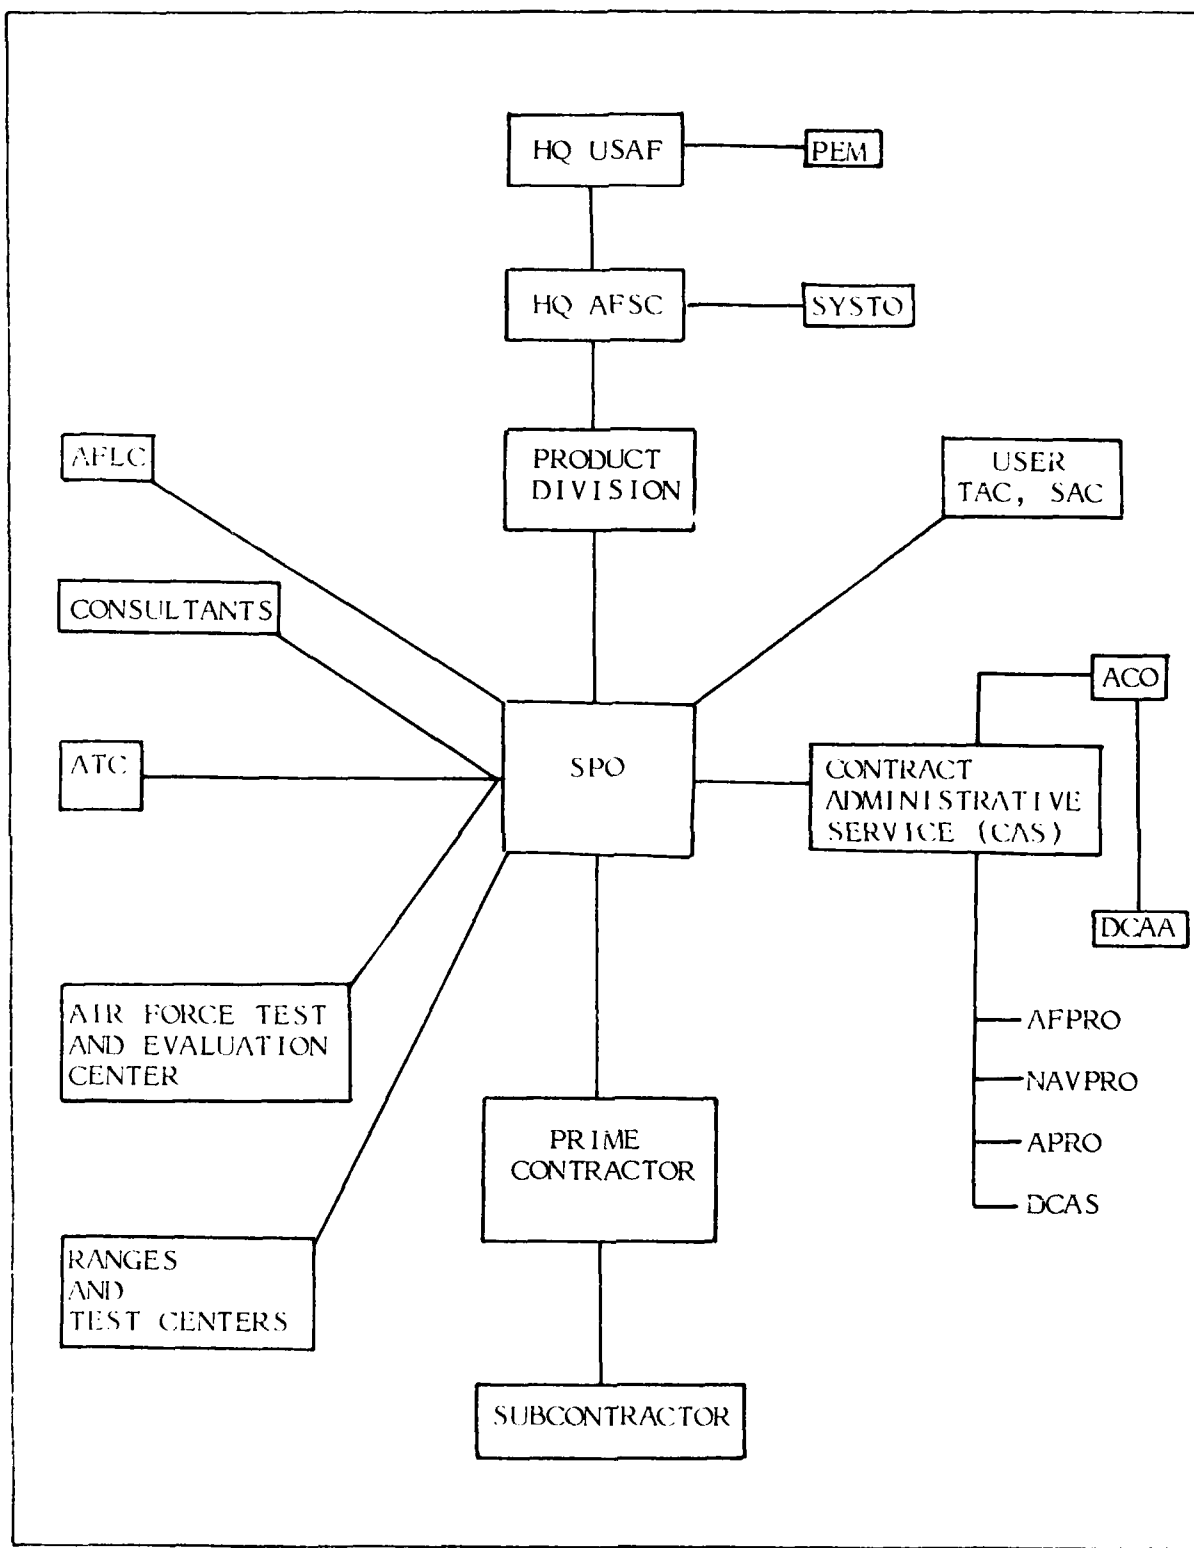 HQ USAF
PEM
HQ AFSC
SYSTO
AFLC
PRODUCT
DIVISION
USER
TAC, SAC
CONSULTANTS
ACO
ATC
SPO
CONTRACT
ADMINISTRATIVE
SERVICE (CAS)
DCAA
AIR FORCE TEST
AND EVALUATION
CENTER
AFPRO
NAVPRO
APRO
DCAS
PRIME
CONTRACTOR
RANGES
AND
TEST CENTERS
SUBCONTRACTOR